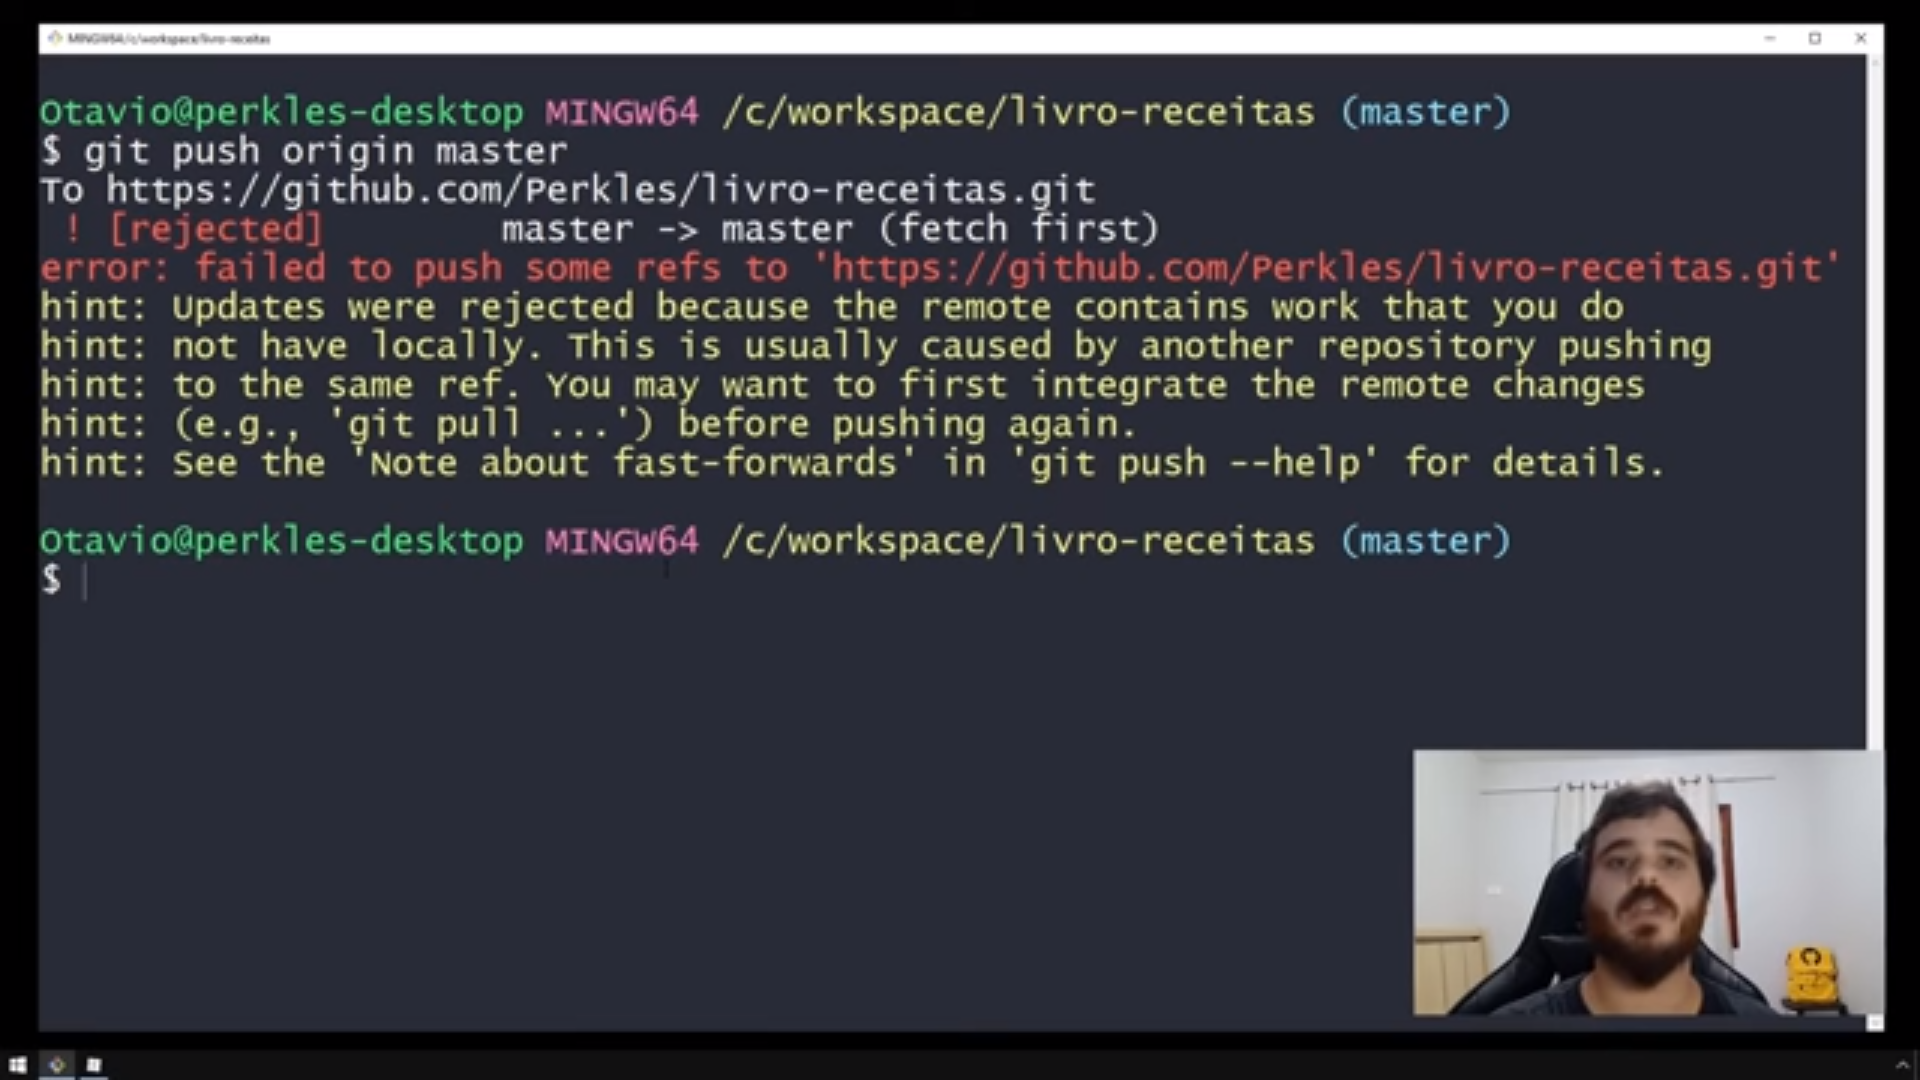 MINGW64:/c/workspace/livro-receitas
Otavio@perkles-desktop MINGW64 /c/workspace/livro-receitas (master)
$ git push origin master
To https://github.com/Perkles/livro-receitas.git
 ! [rejected]        master -> master (fetch first)
error: failed to push some refs to 'https://github.com/Perkles/livro-receitas.git'
hint: Updates were rejected because the remote contains work that you do
hint: not have locally. This is usually caused by another repository pushing
hint: to the same ref. You may want to first integrate the remote changes
hint: (e.g., 'git pull ...') before pushing again.
hint: See the 'Note about fast-forwards' in 'git push --help' for details.
Otavio@perkles-desktop MINGW64 /c/workspace/livro-receitas (master)
$